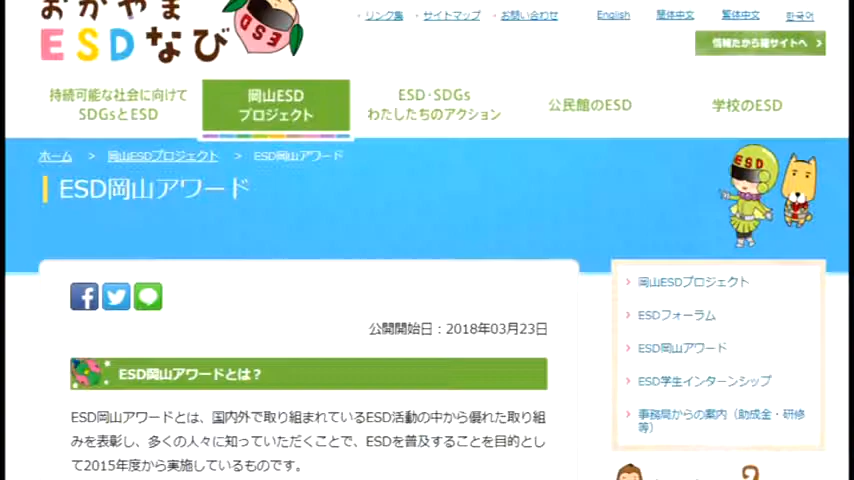 おかやま
ESDなび
ESD
リンク集
サイトマップ
お問い合わせ
English
简体中文
繁体中文
한국어
情報たから箱サイトへ
持続可能な社会に向けて
SDGsとESD
岡山ESD
プロジェクト
ESD･SDGs
わたしたちのアクション
公民館のESD
学校のESD
ホーム > 岡山ESDプロジェクト > ESD岡山アワード
ESD岡山アワード
ESD
公開開始日：2018年03月23日
ESD岡山アワードとは？
ESD岡山アワードとは、国内外で取り組まれているESD活動の中から優れた取り組
みを表彰し、多くの人々に知っていただくことで、ESDを普及することを目的とし
て2015年度から実施しているものです。
岡山ESDプロジェクト
ESDフォーラム
ESD岡山アワード
ESD学生インターンシップ
事務局からの案内（助成金・研修
等）